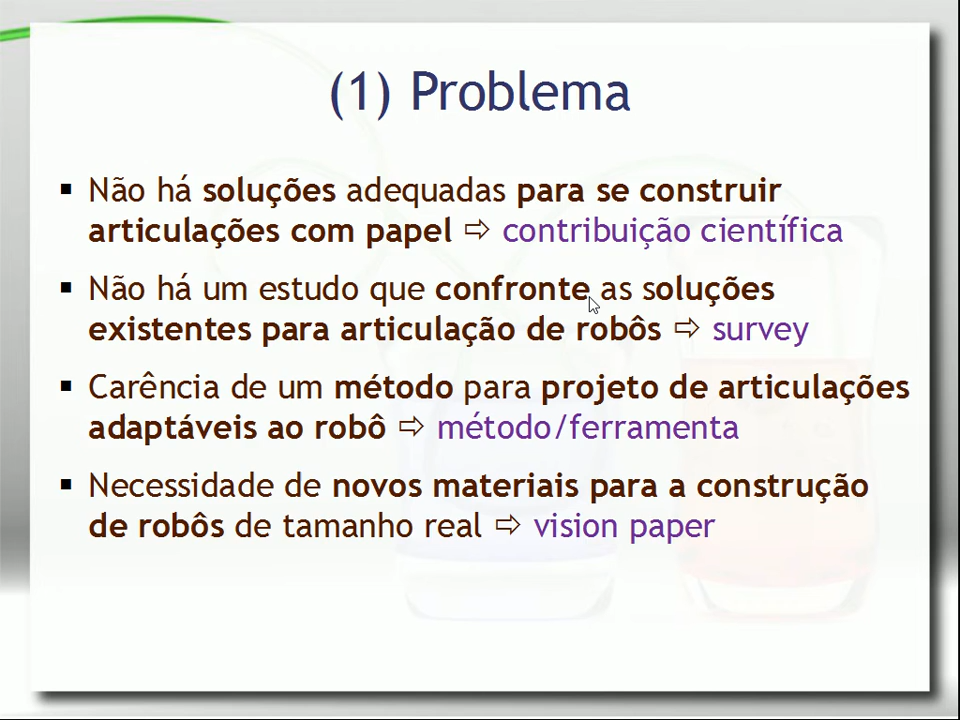 (1) Problema
▪ Não há soluções adequadas para se construir
articulações com papel ⇨ contribuição científica
▪ Não há um estudo que confronte as soluções
existentes para articulação de robôs ⇨ survey
▪ Carência de um método para projeto de articulações
adaptáveis ao robô ⇨ método/ferramenta
▪ Necessidade de novos materiais para a construção
de robôs de tamanho real ⇨ vision paper